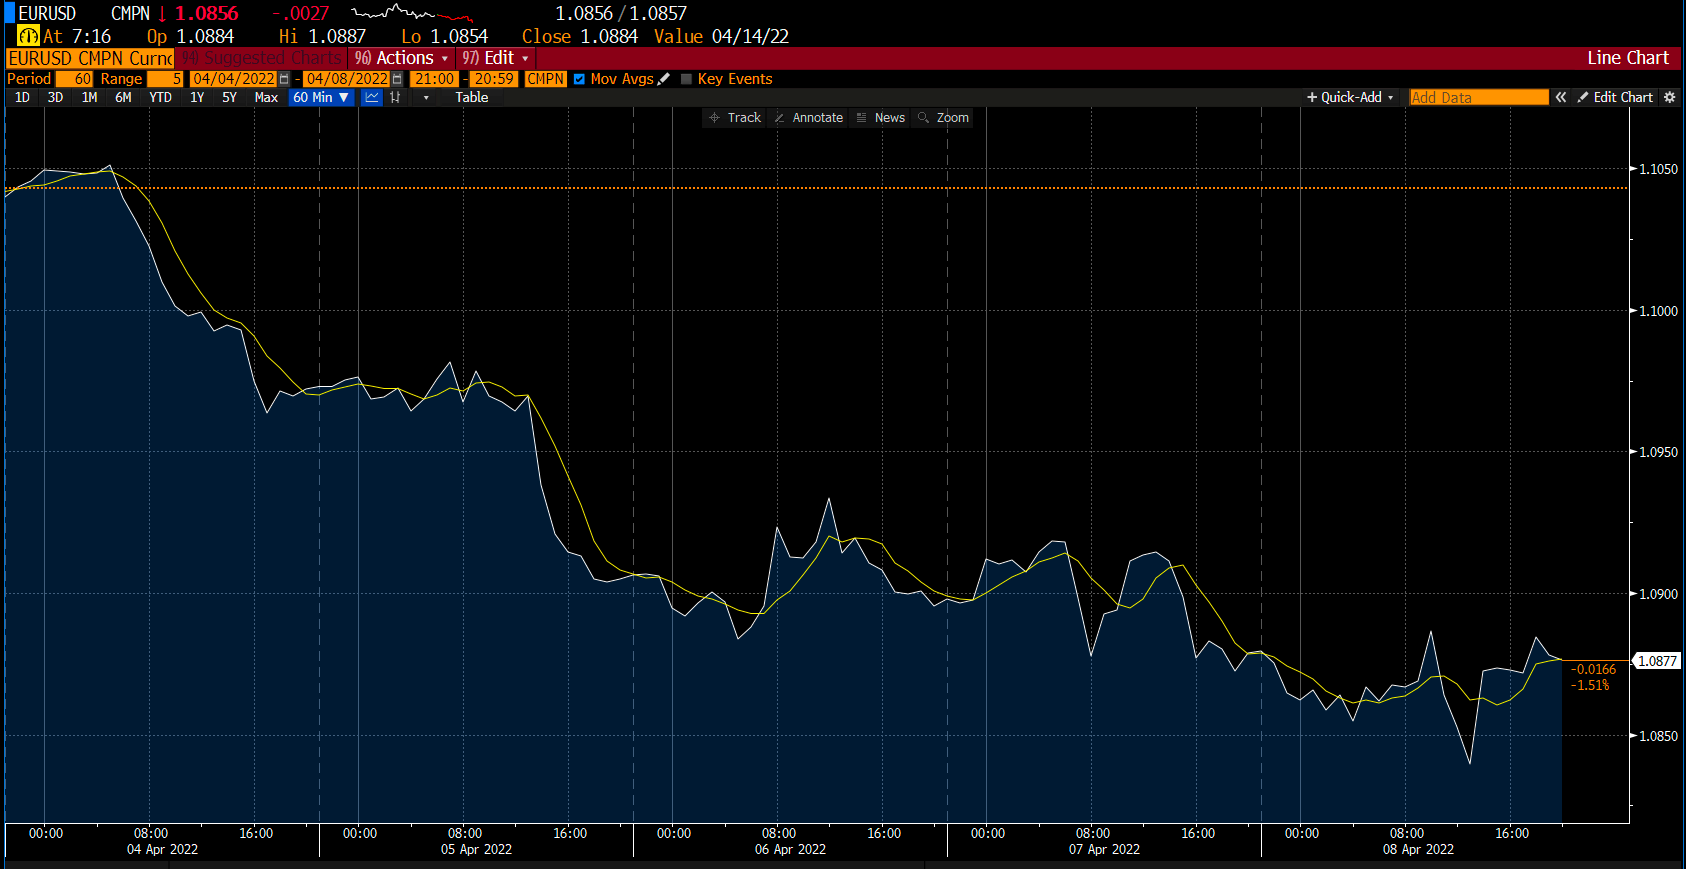 EURUSD CMPN ↓ 1.0856 -.0027 1.0856 / 1.0857
At 7:16 Op 1.0884 Hi 1.0887 Lo 1.0854 Close 1.0884 Value 04/14/22
EURUSD CMPN Curnc 94) Suggested Charts 96) Actions ▾ 97) Edit ▾ Line Chart
Period 60 Range 5 04/04/2022 - 04/08/2022 21:00 - 20:59 CMPN Mov Avgs Key Events
1D 3D 1M 6M YTD 1Y 5Y Max 60 Min ▼ Table + Quick-Add ▾ Add Data « Edit Chart
Track Annotate News Zoom
1.1050
1.1000
1.0950
1.0900
1.0877
-0.0166
-1.51%
1.0850
00:00 08:00 16:00 00:00 08:00 16:00 00:00 08:00 16:00 00:00 08:00 16:00 00:00 08:00 16:00
04 Apr 2022 05 Apr 2022 06 Apr 2022 07 Apr 2022 08 Apr 2022